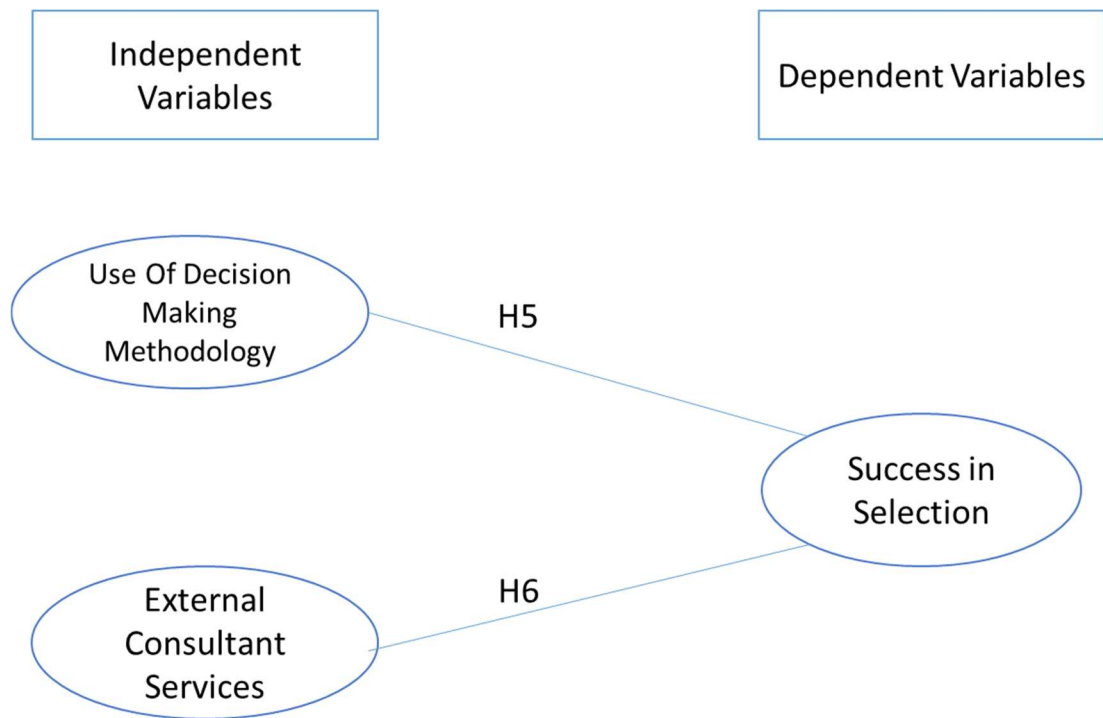 Independent
Variables
Dependent Variables
Use Of Decision
Making
Methodology
H5
Success in
Selection
H6
External
Consultant
Services